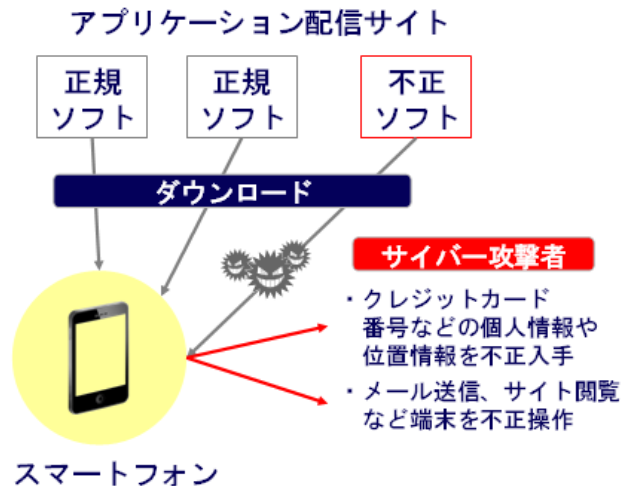 アプリケーション配信サイト
正規
ソフト
正規
ソフト
不正
ソフト
ダウンロード
サイバー攻撃者
・クレジットカード
番号などの個人情報や
位置情報を不正入手
・メール送信、サイト閲覧
など端末を不正操作
スマートフォン